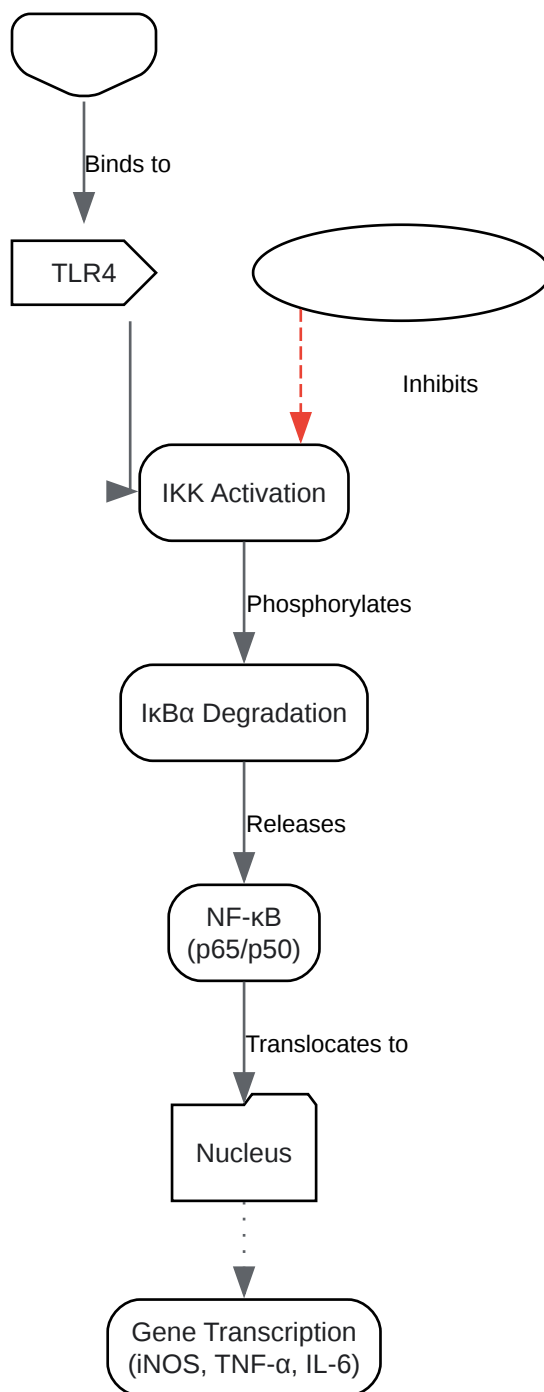 Binds to
TLR4
Inhibits
IKK Activation
Phosphorylates
IκBα Degradation
Releases
NF-κB
(p65/p50)
Translocates to
Nucleus
Gene Transcription
(iNOS, TNF-α, IL-6)